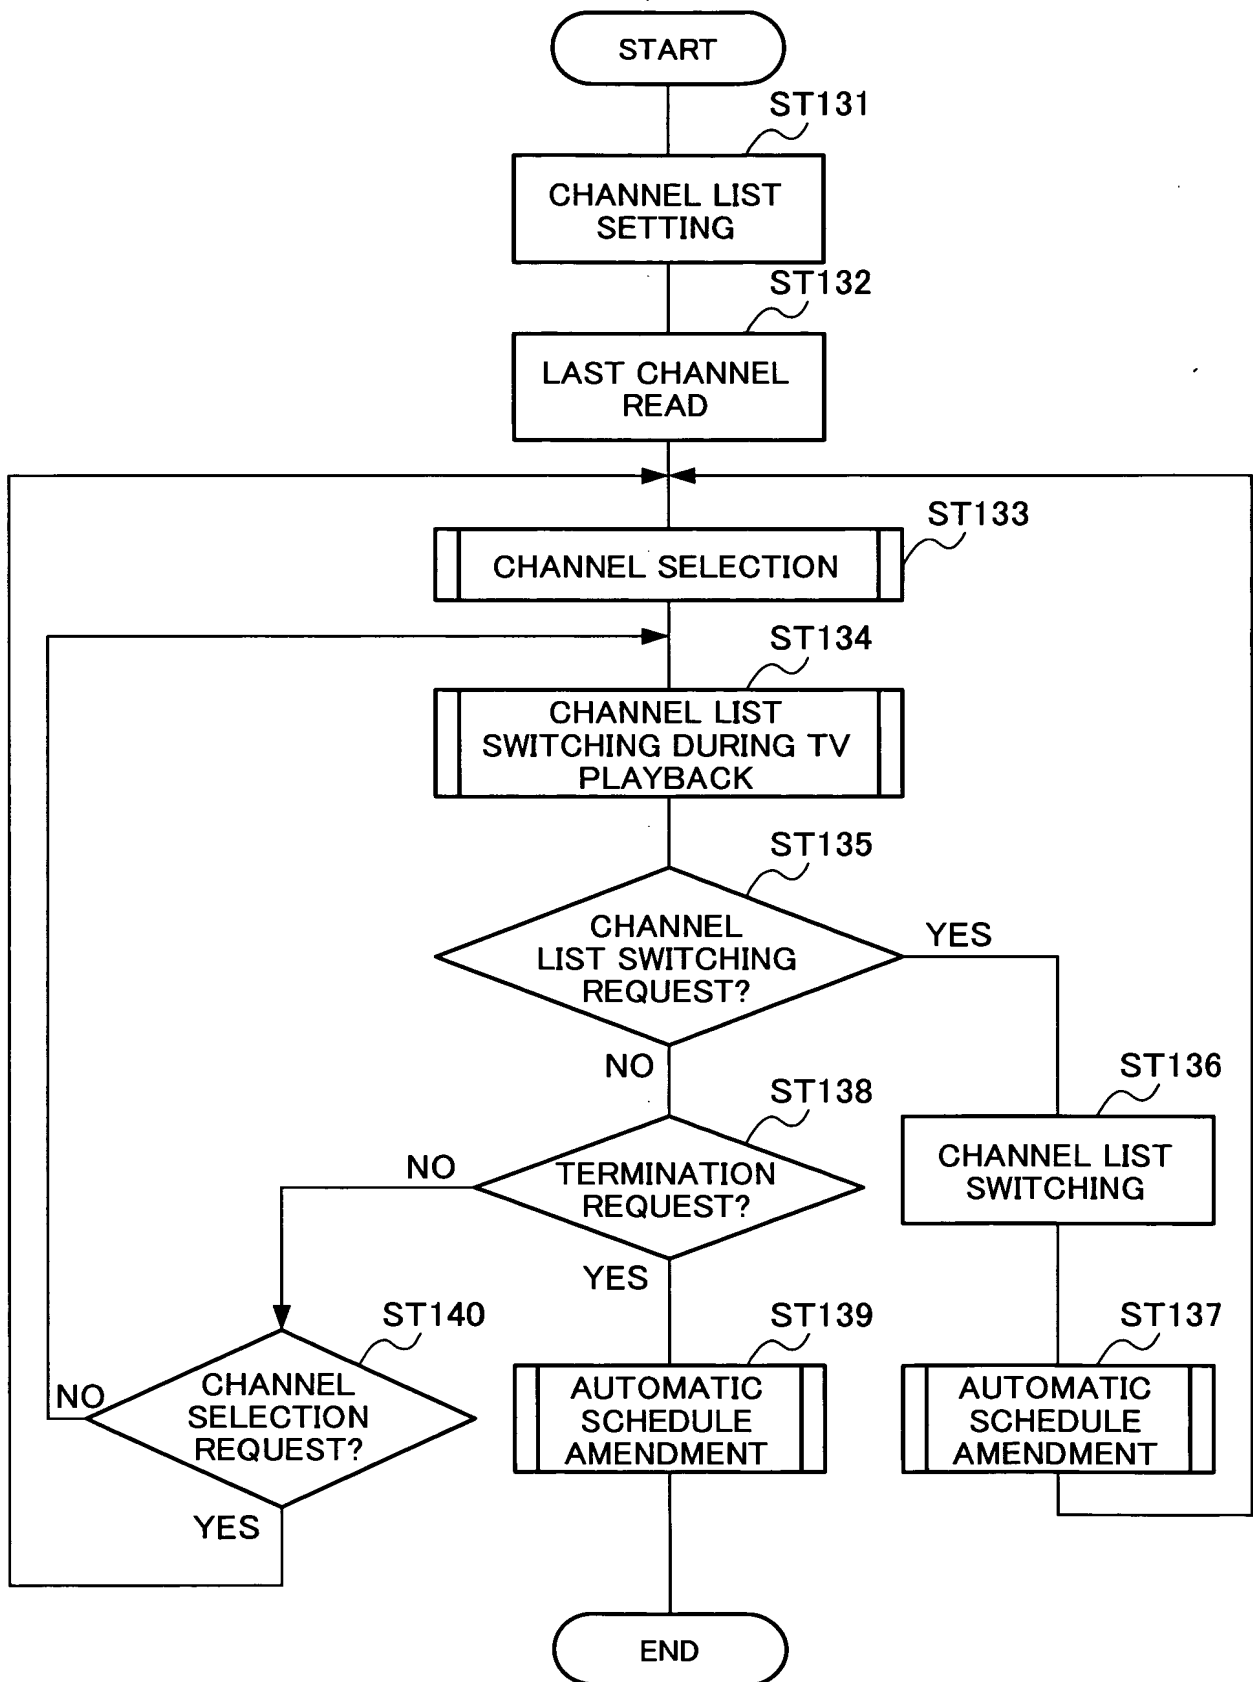 START
ST131
CHANNEL LIST
SETTING
ST132
LAST CHANNEL
READ
ST133
CHANNEL SELECTION
ST134
CHANNEL LIST
SWITCHING DURING TV
PLAYBACK
ST135
CHANNEL
LIST SWITCHING
REQUEST?
YES
NO
ST136
CHANNEL LIST
SWITCHING
ST138
TERMINATION
REQUEST?
NO
YES
ST140
CHANNEL
SELECTION
REQUEST?
NO
YES
ST139
AUTOMATIC
SCHEDULE
AMENDMENT
ST137
AUTOMATIC
SCHEDULE
AMENDMENT
END